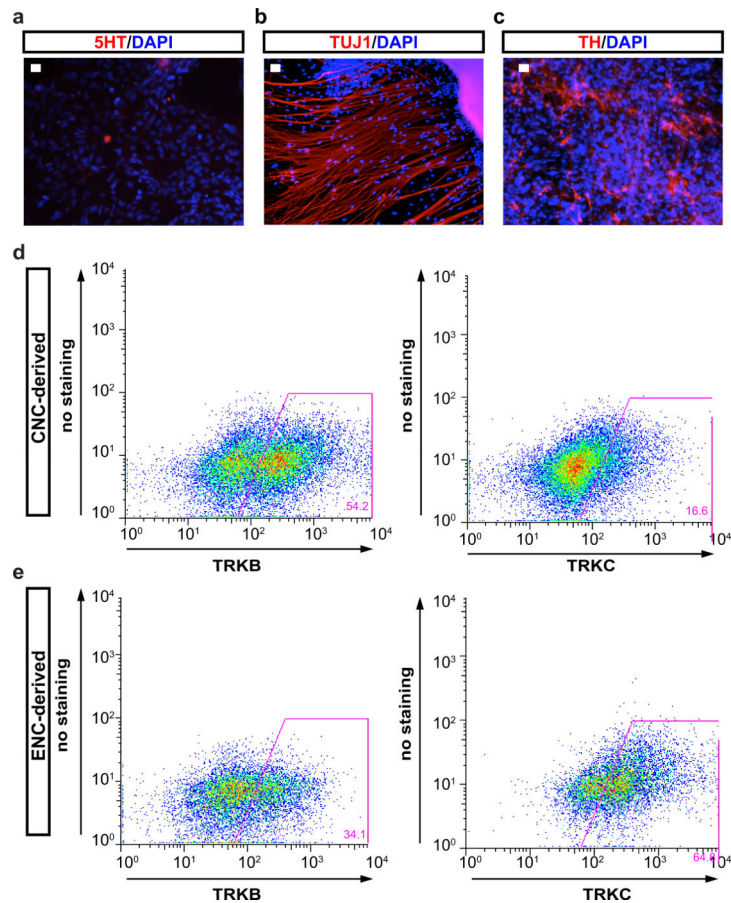 a
5HT/DAPI
b
TUJ1/DAPI
c
TH/DAPI
d
CNC-derived
no staining
10⁴
10³
10²
10¹
10⁰
54.2
10⁰ 10¹ 10² 10³ 10⁴
TRKB
no staining
10⁴
10³
10²
10¹
10⁰
16.6
10⁰ 10¹ 10² 10³ 10⁴
TRKC
e
ENC-derived
no staining
10⁴
10³
10²
10¹
10⁰
34.1
10⁰ 10¹ 10² 10³ 10⁴
TRKB
no staining
10⁴
10³
10²
10¹
10⁰
10⁰ 10¹ 10² 10³ 10⁴
TRKC